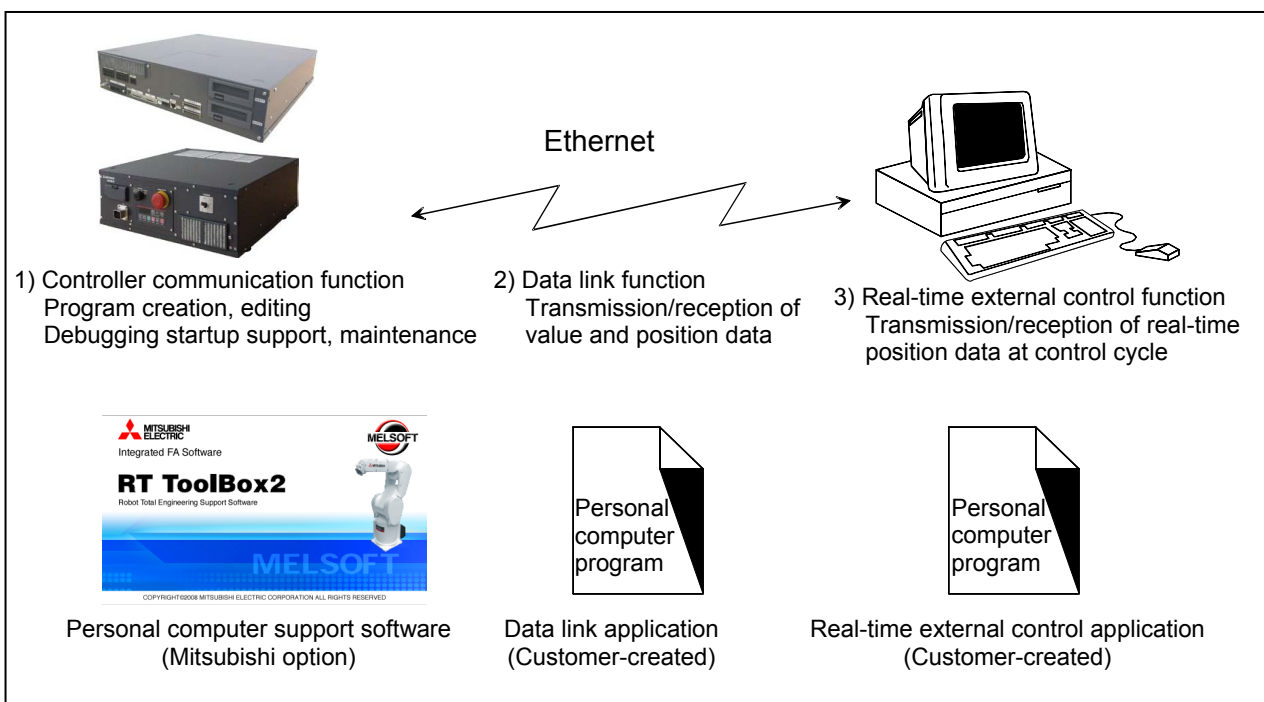 Ethernet
1) Controller communication function
Program creation, editing
Debugging startup support, maintenance
2) Data link function
Transmission/reception of
value and position data
3) Real-time external control function
Transmission/reception of real-time
position data at control cycle
MITSUBISHI
ELECTRIC
Integrated FA Software
MELSOFT
RT ToolBox2
Robot Total Engineering Support Software
MELSOFT
COPYRIGHT©2008 MITSUBISHI ELECTRIC CORPORATION ALL RIGHTS RESERVED
Personal computer support software
(Mitsubishi option)
Personal
computer
program
Data link application
(Customer-created)
Personal
computer
program
Real-time external control application
(Customer-created)